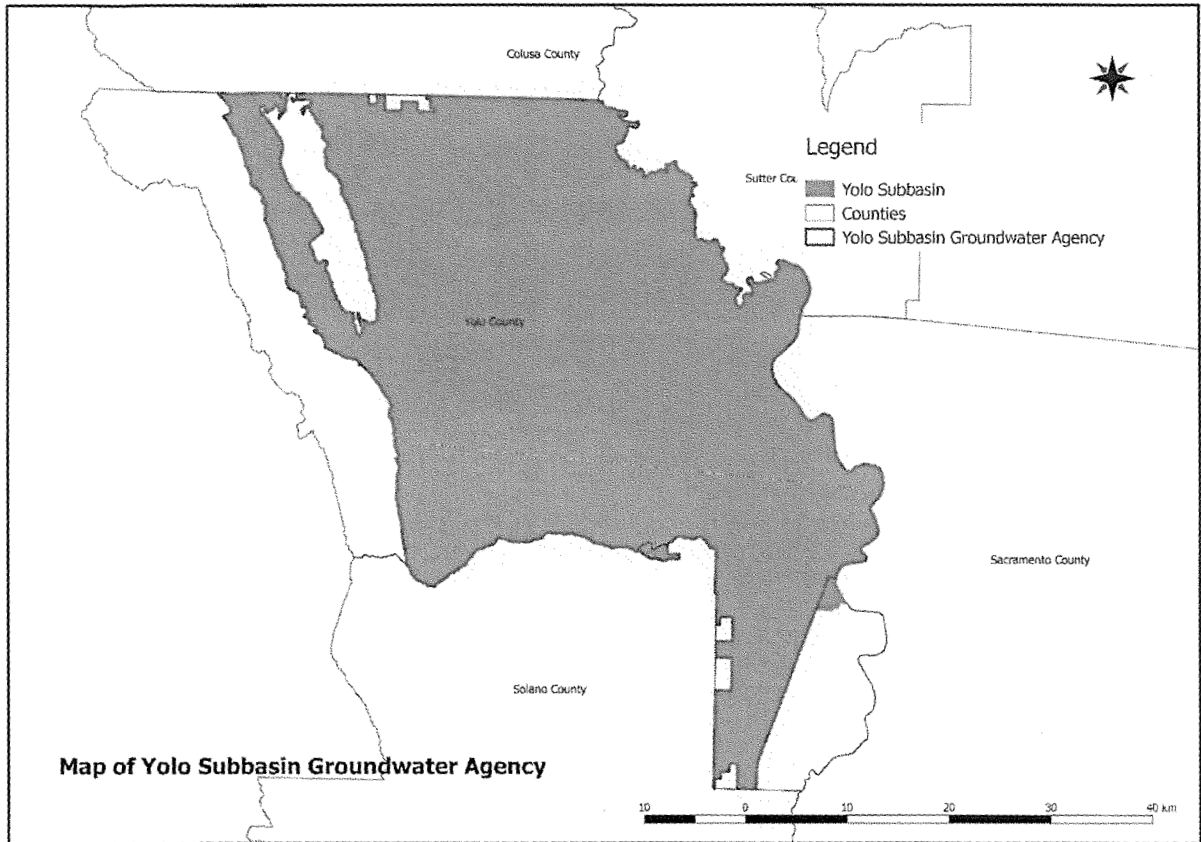 Colusa County
Legend
Sutter Cou
Yolo Subbasin
Counties
Yolo Subbasin Groundwater Agency
Yolo County
Sacramento County
Solano County
Map of Yolo Subbasin Groundwater Agency
10 0 10 20 30 40 km